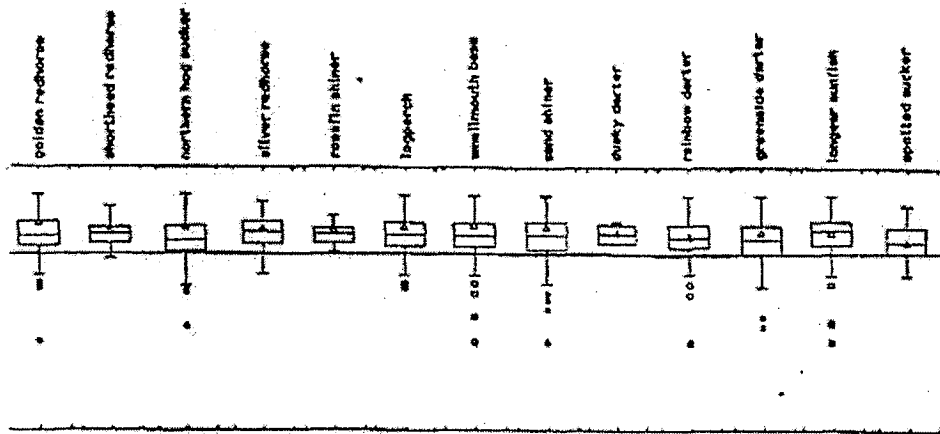 golden redhorse
shorthead redhorse
northern hog sucker
silver redhorse
rosefin shiner
logperch
smallmouth bass
sand shiner
dusky darter
rainbow darter
greenside darter
longear sunfish
spotted sucker